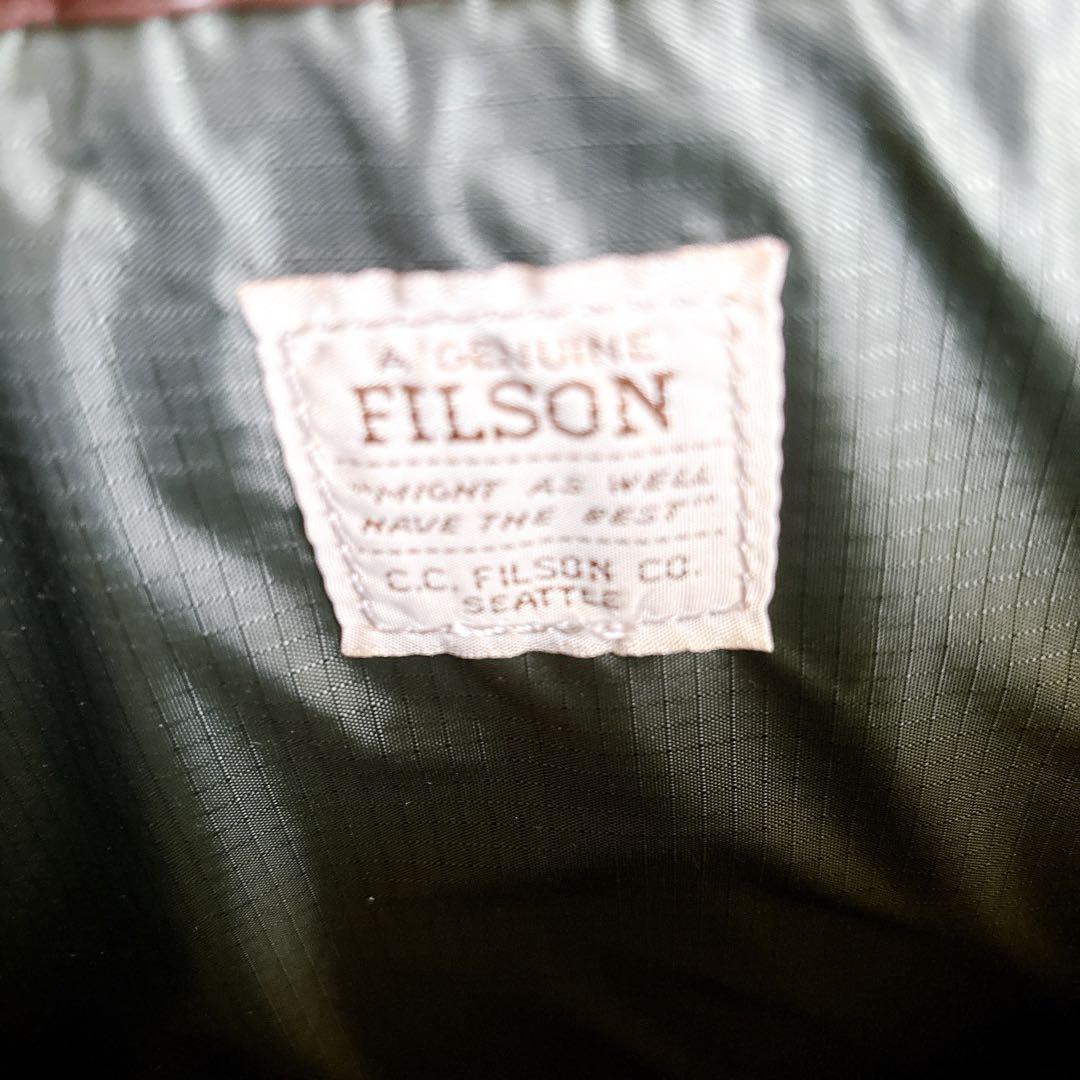 A GENUINE
FILSON
"MIGHT AS WELL
HAVE THE BEST"
C.C. FILSON CO.
SEATTLE